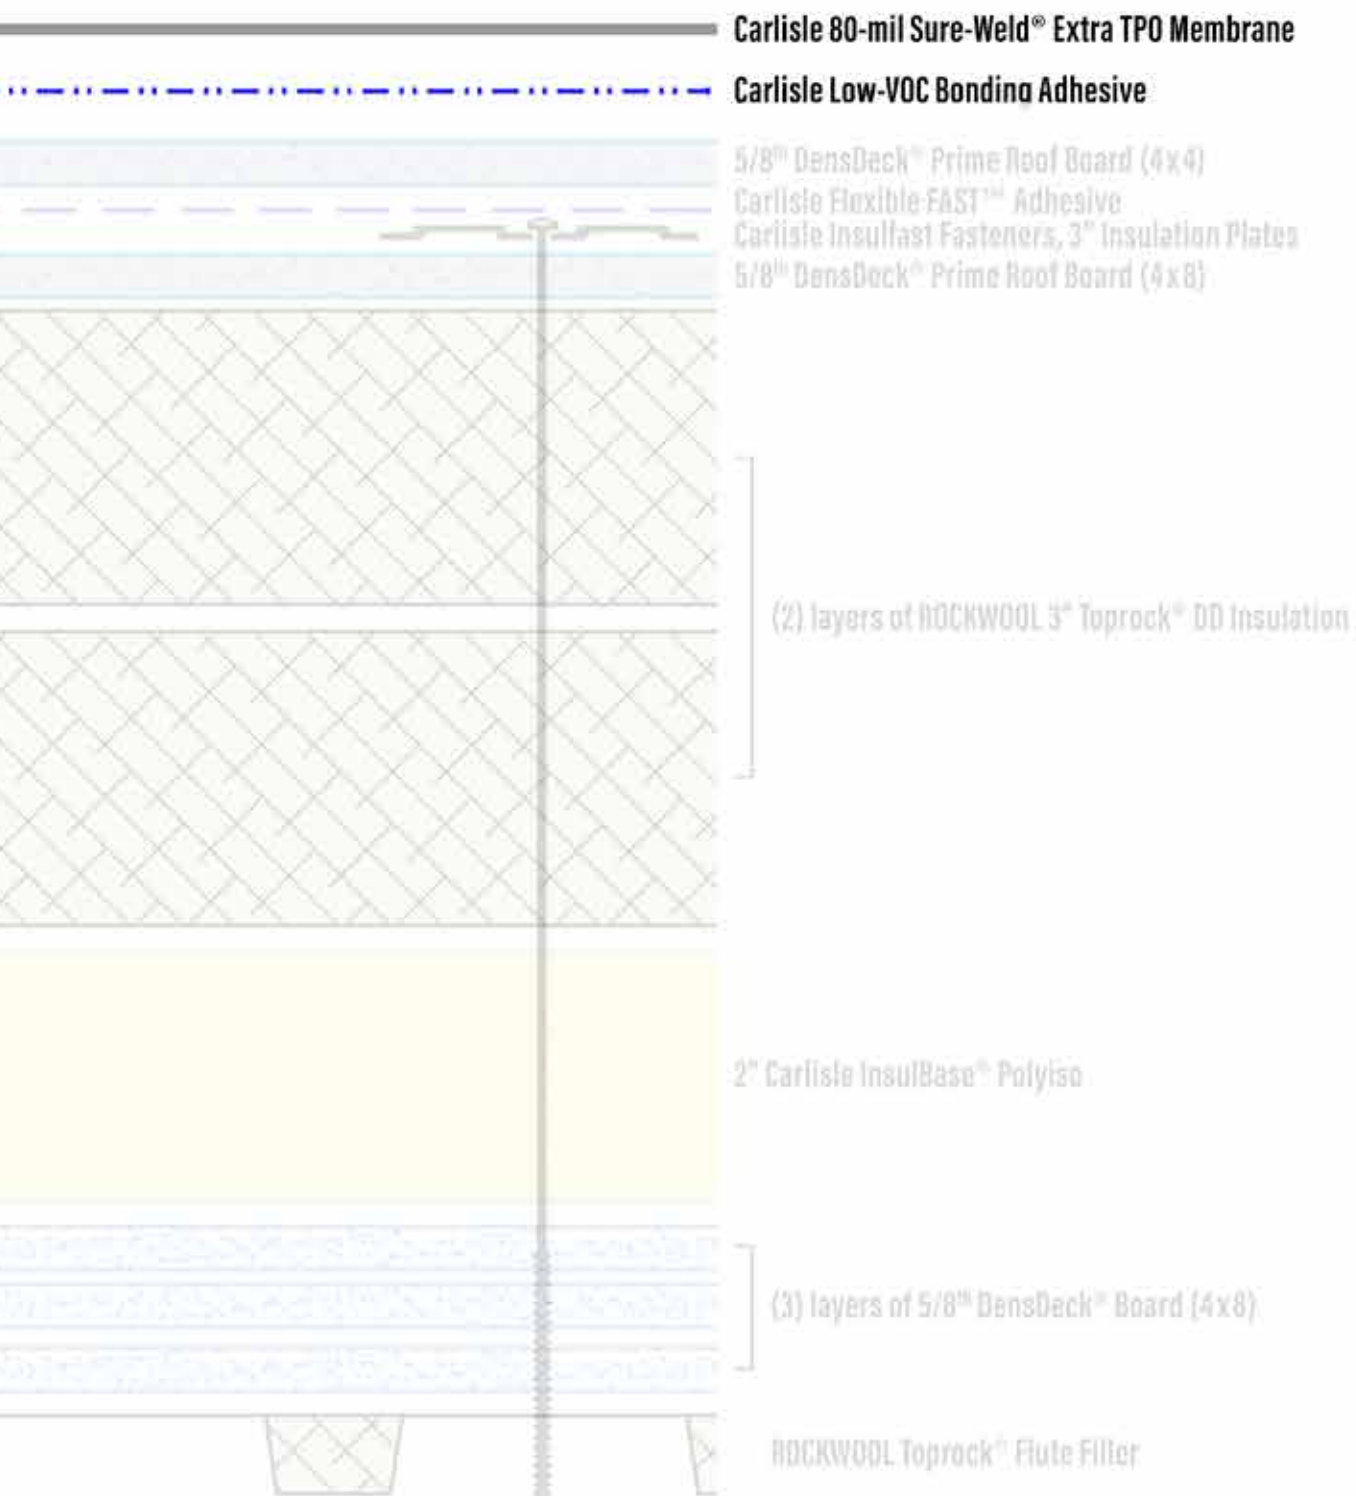 Carlisle 80-mil Sure-Weld® Extra TPO Membrane
Carlisle Low-VOC Bonding Adhesive
5/8th DensDeck® Prime Roof Board (4x4)
Carlisle Flexible FAST™ Adhesive
Carlisle Insulfast Fasteners, 3" Insulation Plates
5/8th DensDeck® Prime Roof Board (4x8)
(2) layers of ROCKWOOL 3" Toprock® DD Insulation
2" Carlisle InsulBase® Polyiso
(3) layers of 5/8th DensDeck® Board (4x8)
ROCKWOOL Toprock® Flute Filler